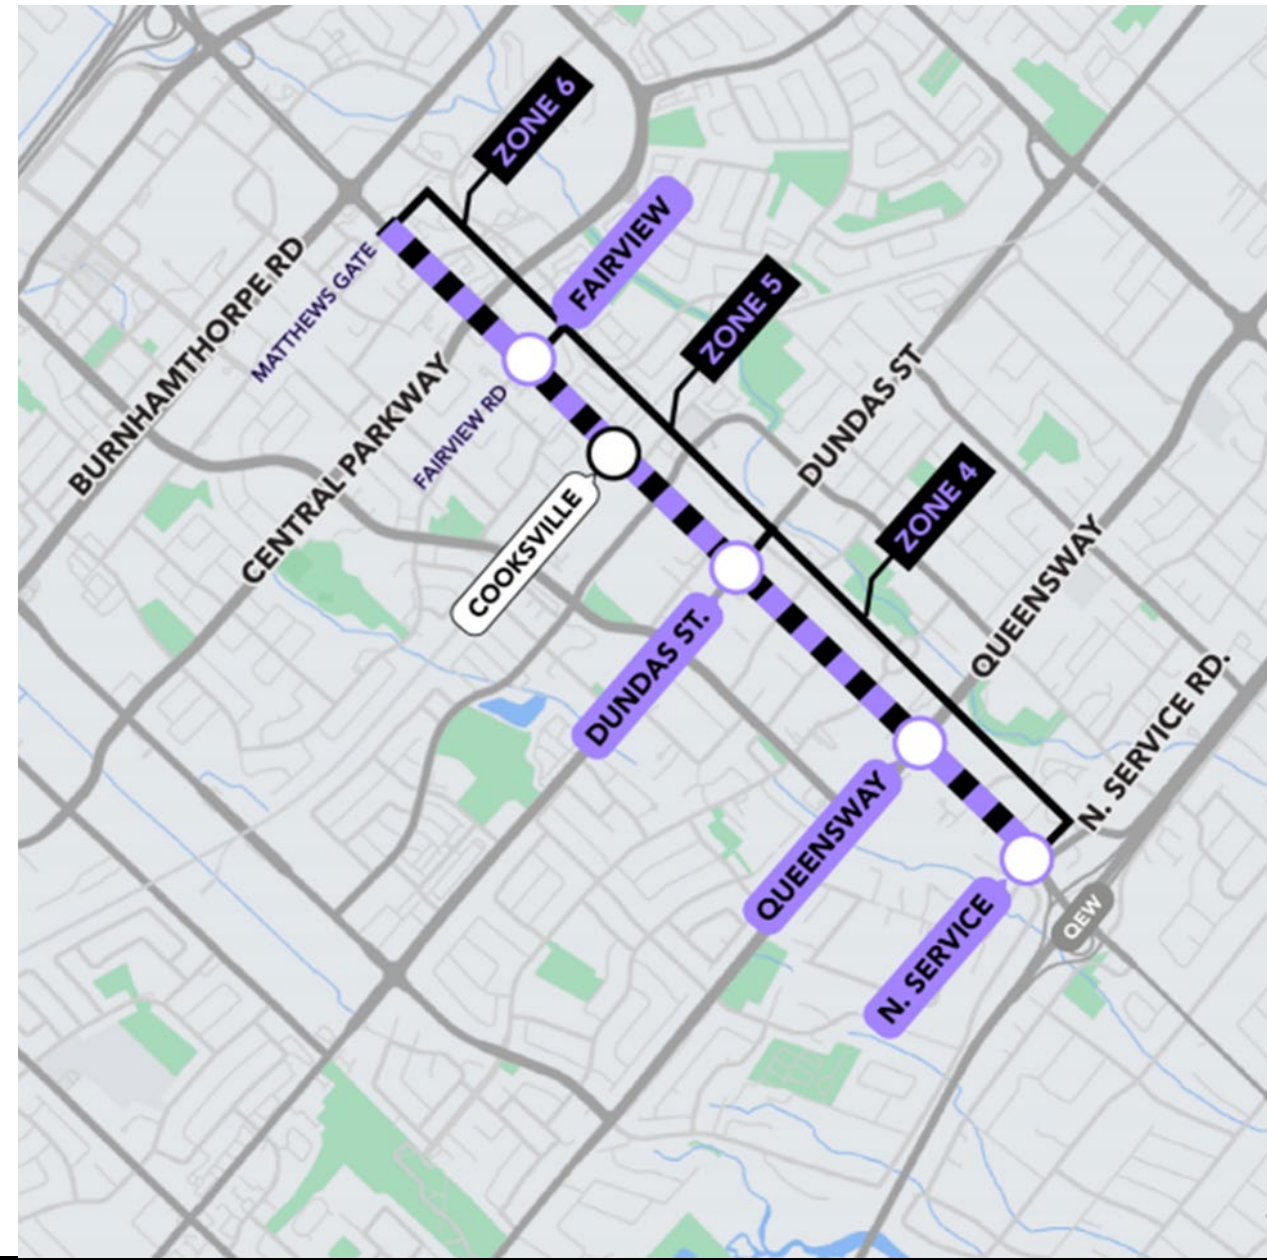 ZONE 6
FAIRVIEW
ZONE 5
BURNHAMTHORPE RD
MATTHEWS GATE
CENTRAL PARKWAY
FAIRVIEW RD
DUNDAS ST
ZONE 4
COOKSVILLE
QUEENSWAY
DUNDAS ST.
N. SERVICE RD.
QUEENSWAY
N. SERVICE
QEW